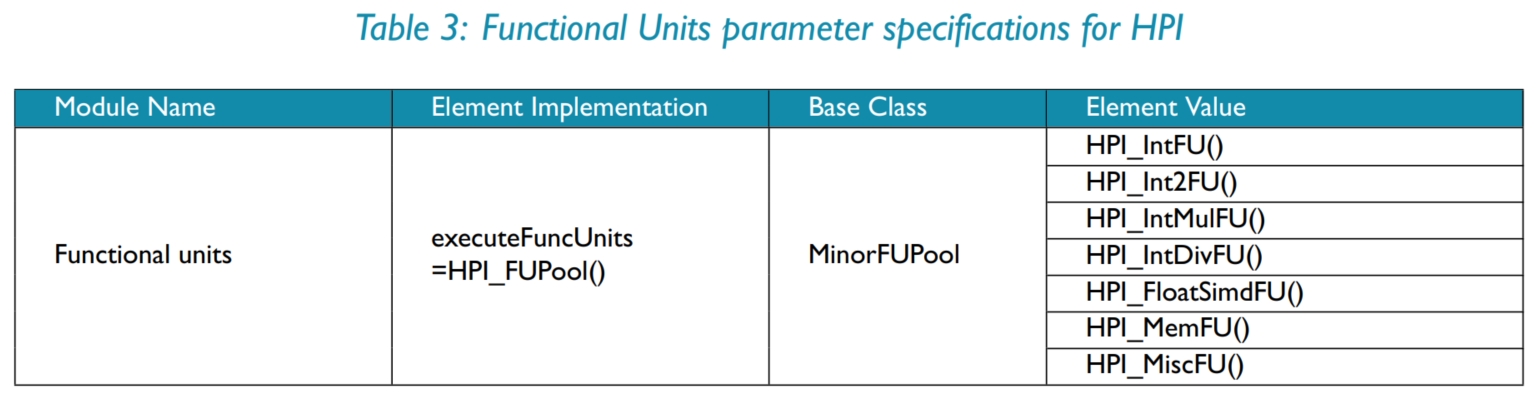 Table 3: Functional Units parameter specifications for HPI
Module Name Element Implementation Base Class Element Value
Functional units
executeFuncUnits
=HPI_FUPool()
MinorFUPool
HPI_IntFU()
HPI_Int2FU()
HPI_IntMulFU()
HPI_IntDivFU()
HPI_FloatSimdFU()
HPI_MemFU()
HPI_MiscFU()